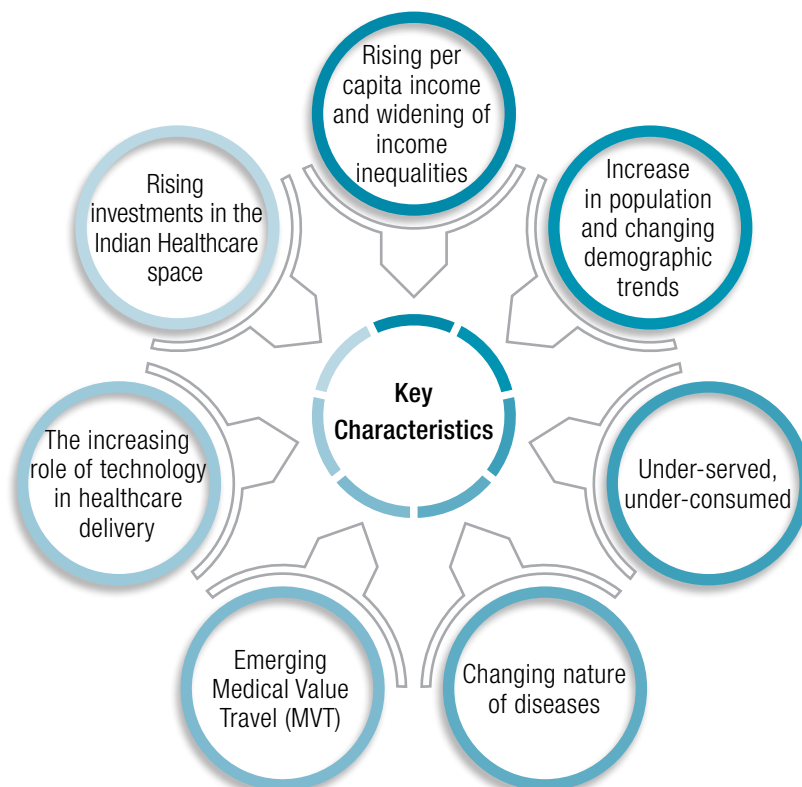 Rising per
capita income
and widening of
income
inequalities
Increase
in population
and changing
demographic
trends
Under-served,
under-consumed
Changing nature
of diseases
Emerging
Medical Value
Travel (MVT)
The increasing
role of technology
in healthcare
delivery
Rising
investments in the
Indian Healthcare
space
Key
Characteristics